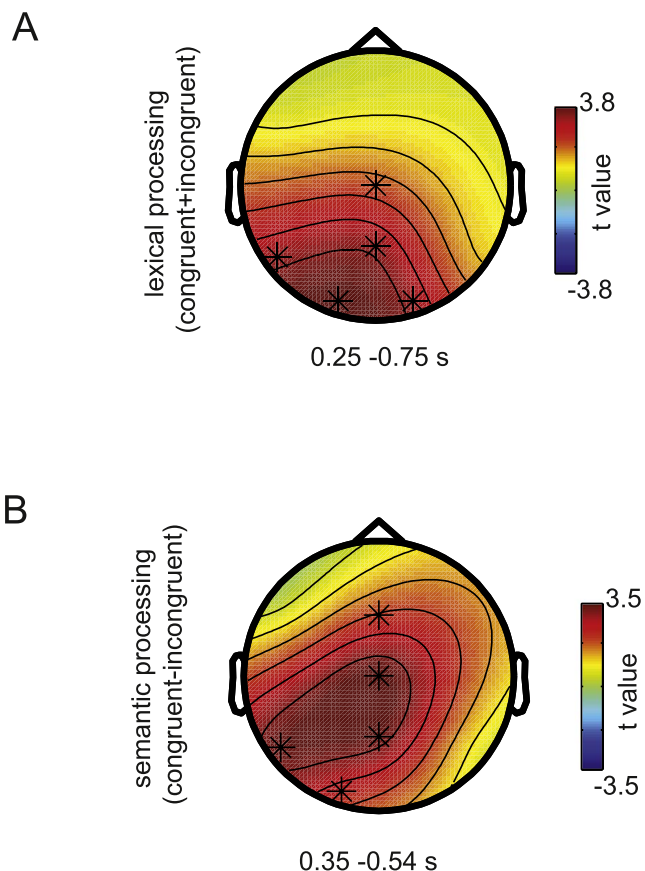 A
lexical processing
(congruent+incongruent)
3.8
t value
-3.8
0.25 -0.75 s
B
semantic processing
(congruent-incongruent)
3.5
t value
-3.5
0.35 -0.54 s